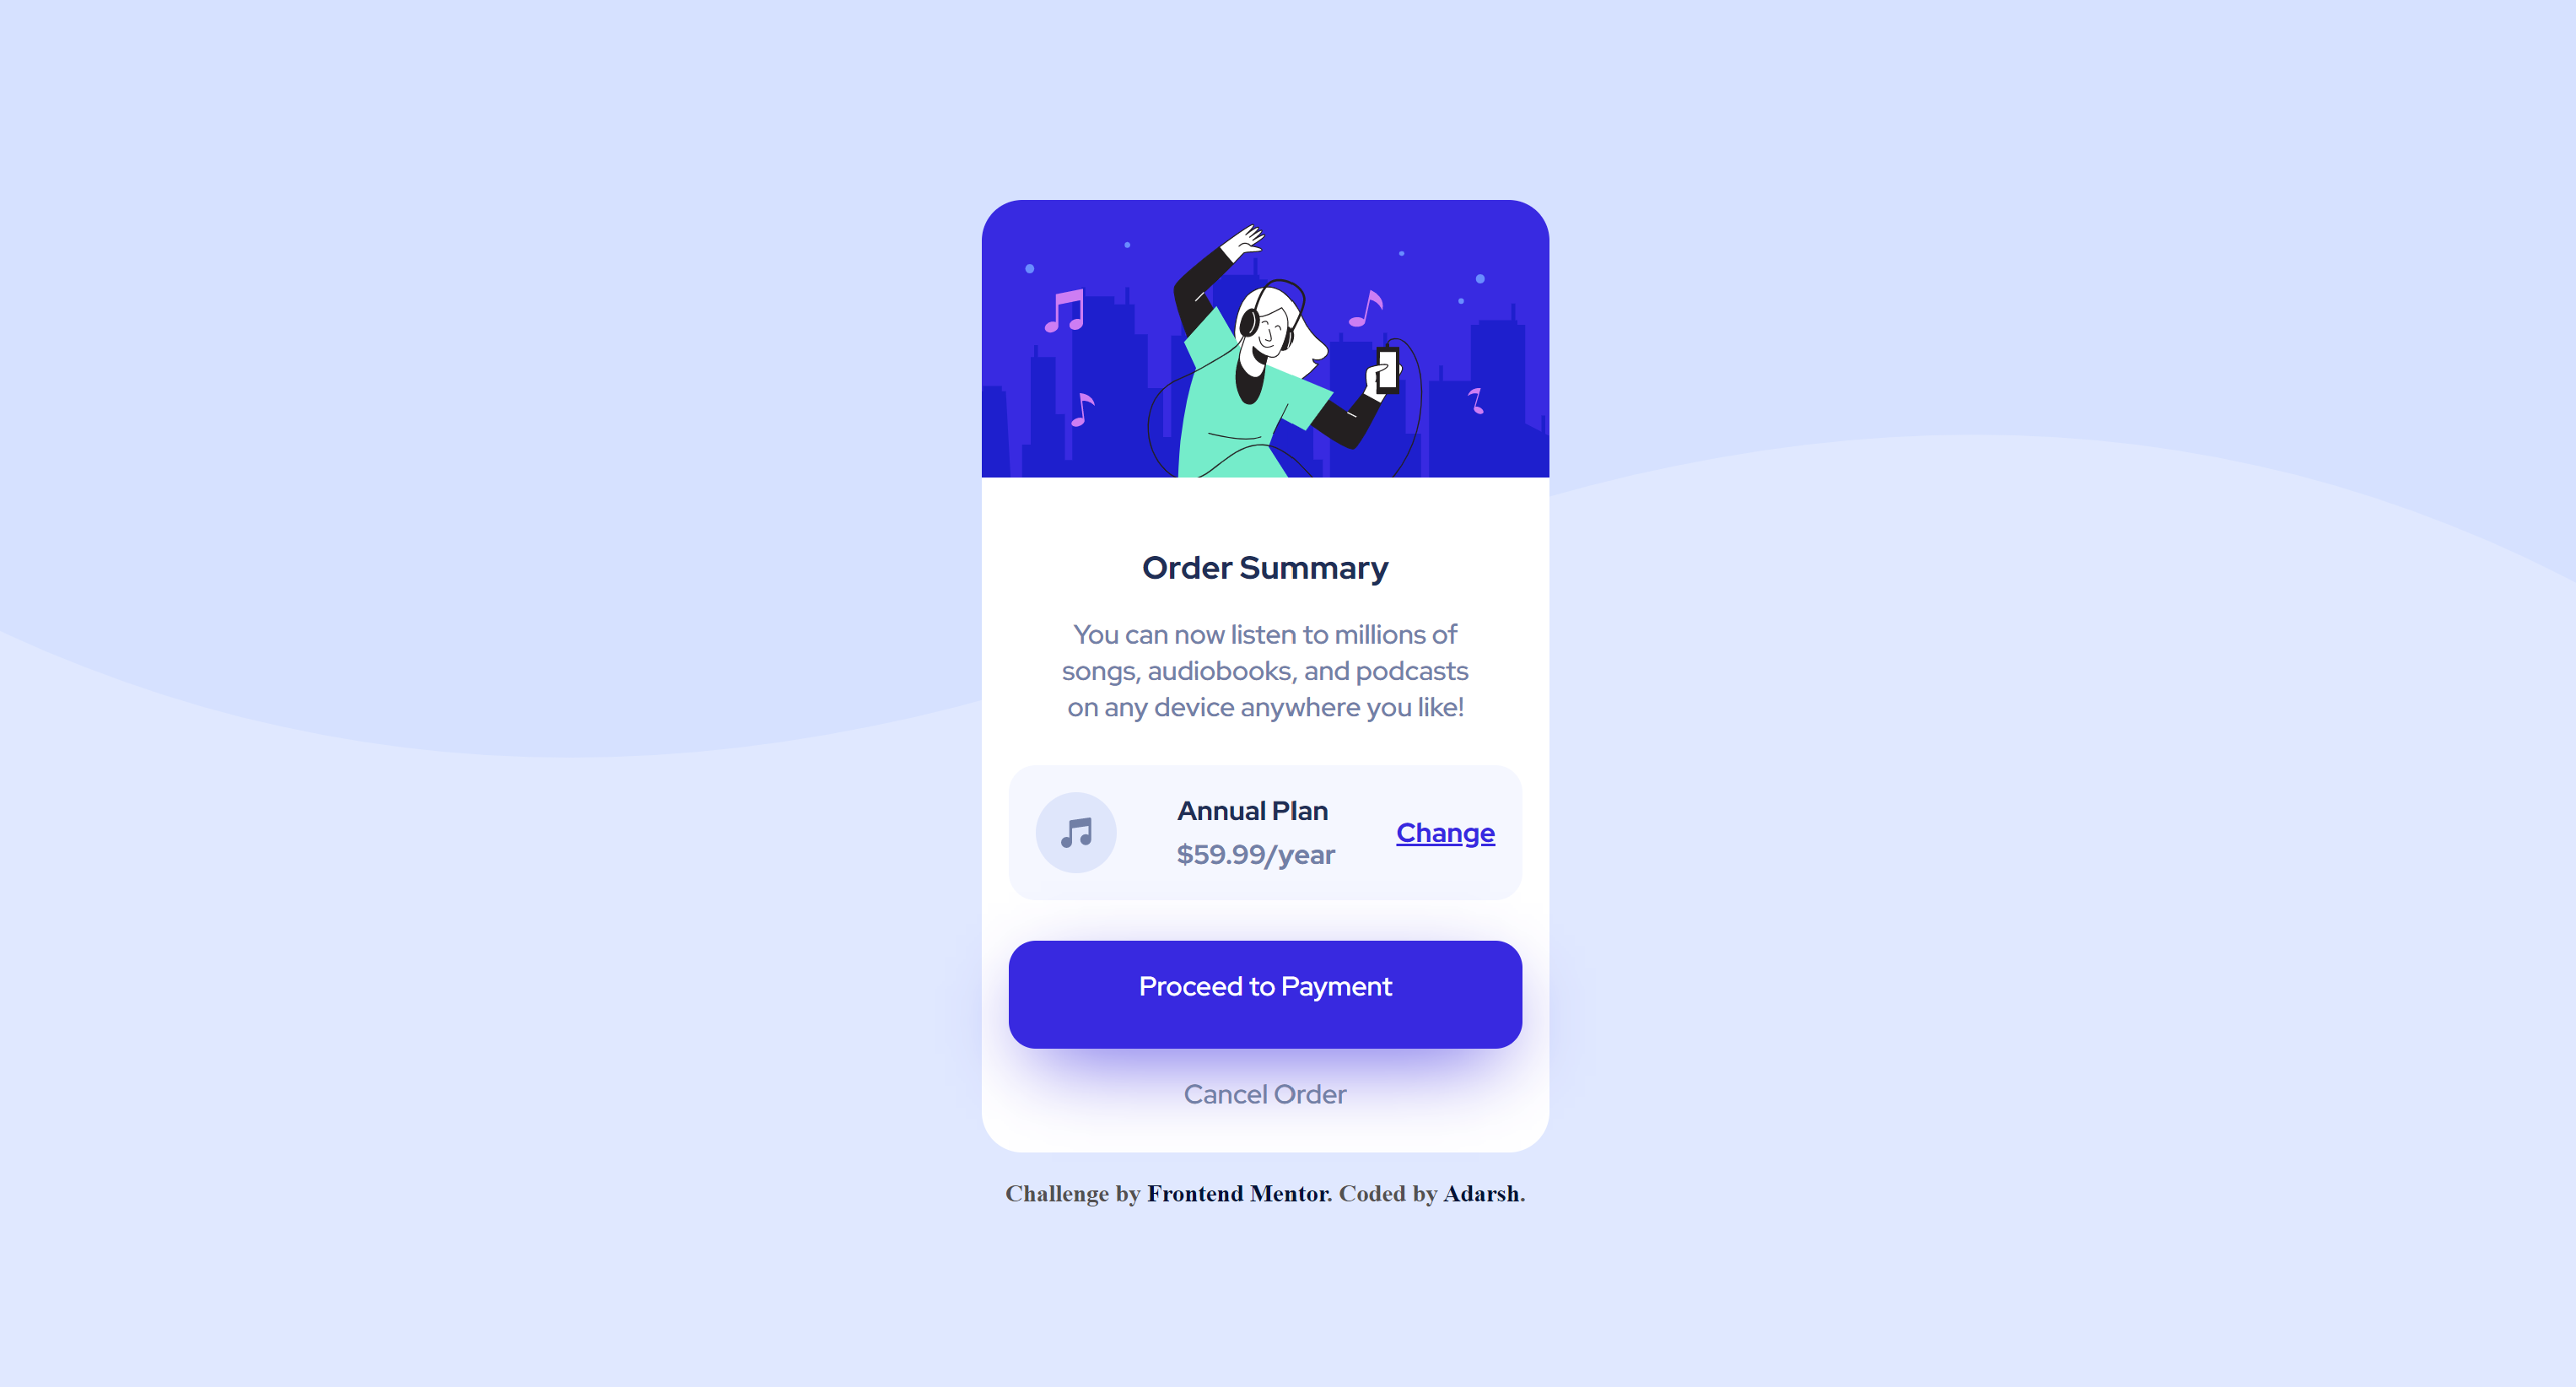 Order Summary
You can now listen to millions of
songs, audiobooks, and podcasts
on any device anywhere you like!
Annual Plan
$59.99/year
Change
Proceed to Payment
Cancel Order
Challenge by Frontend Mentor. Coded by Adarsh.